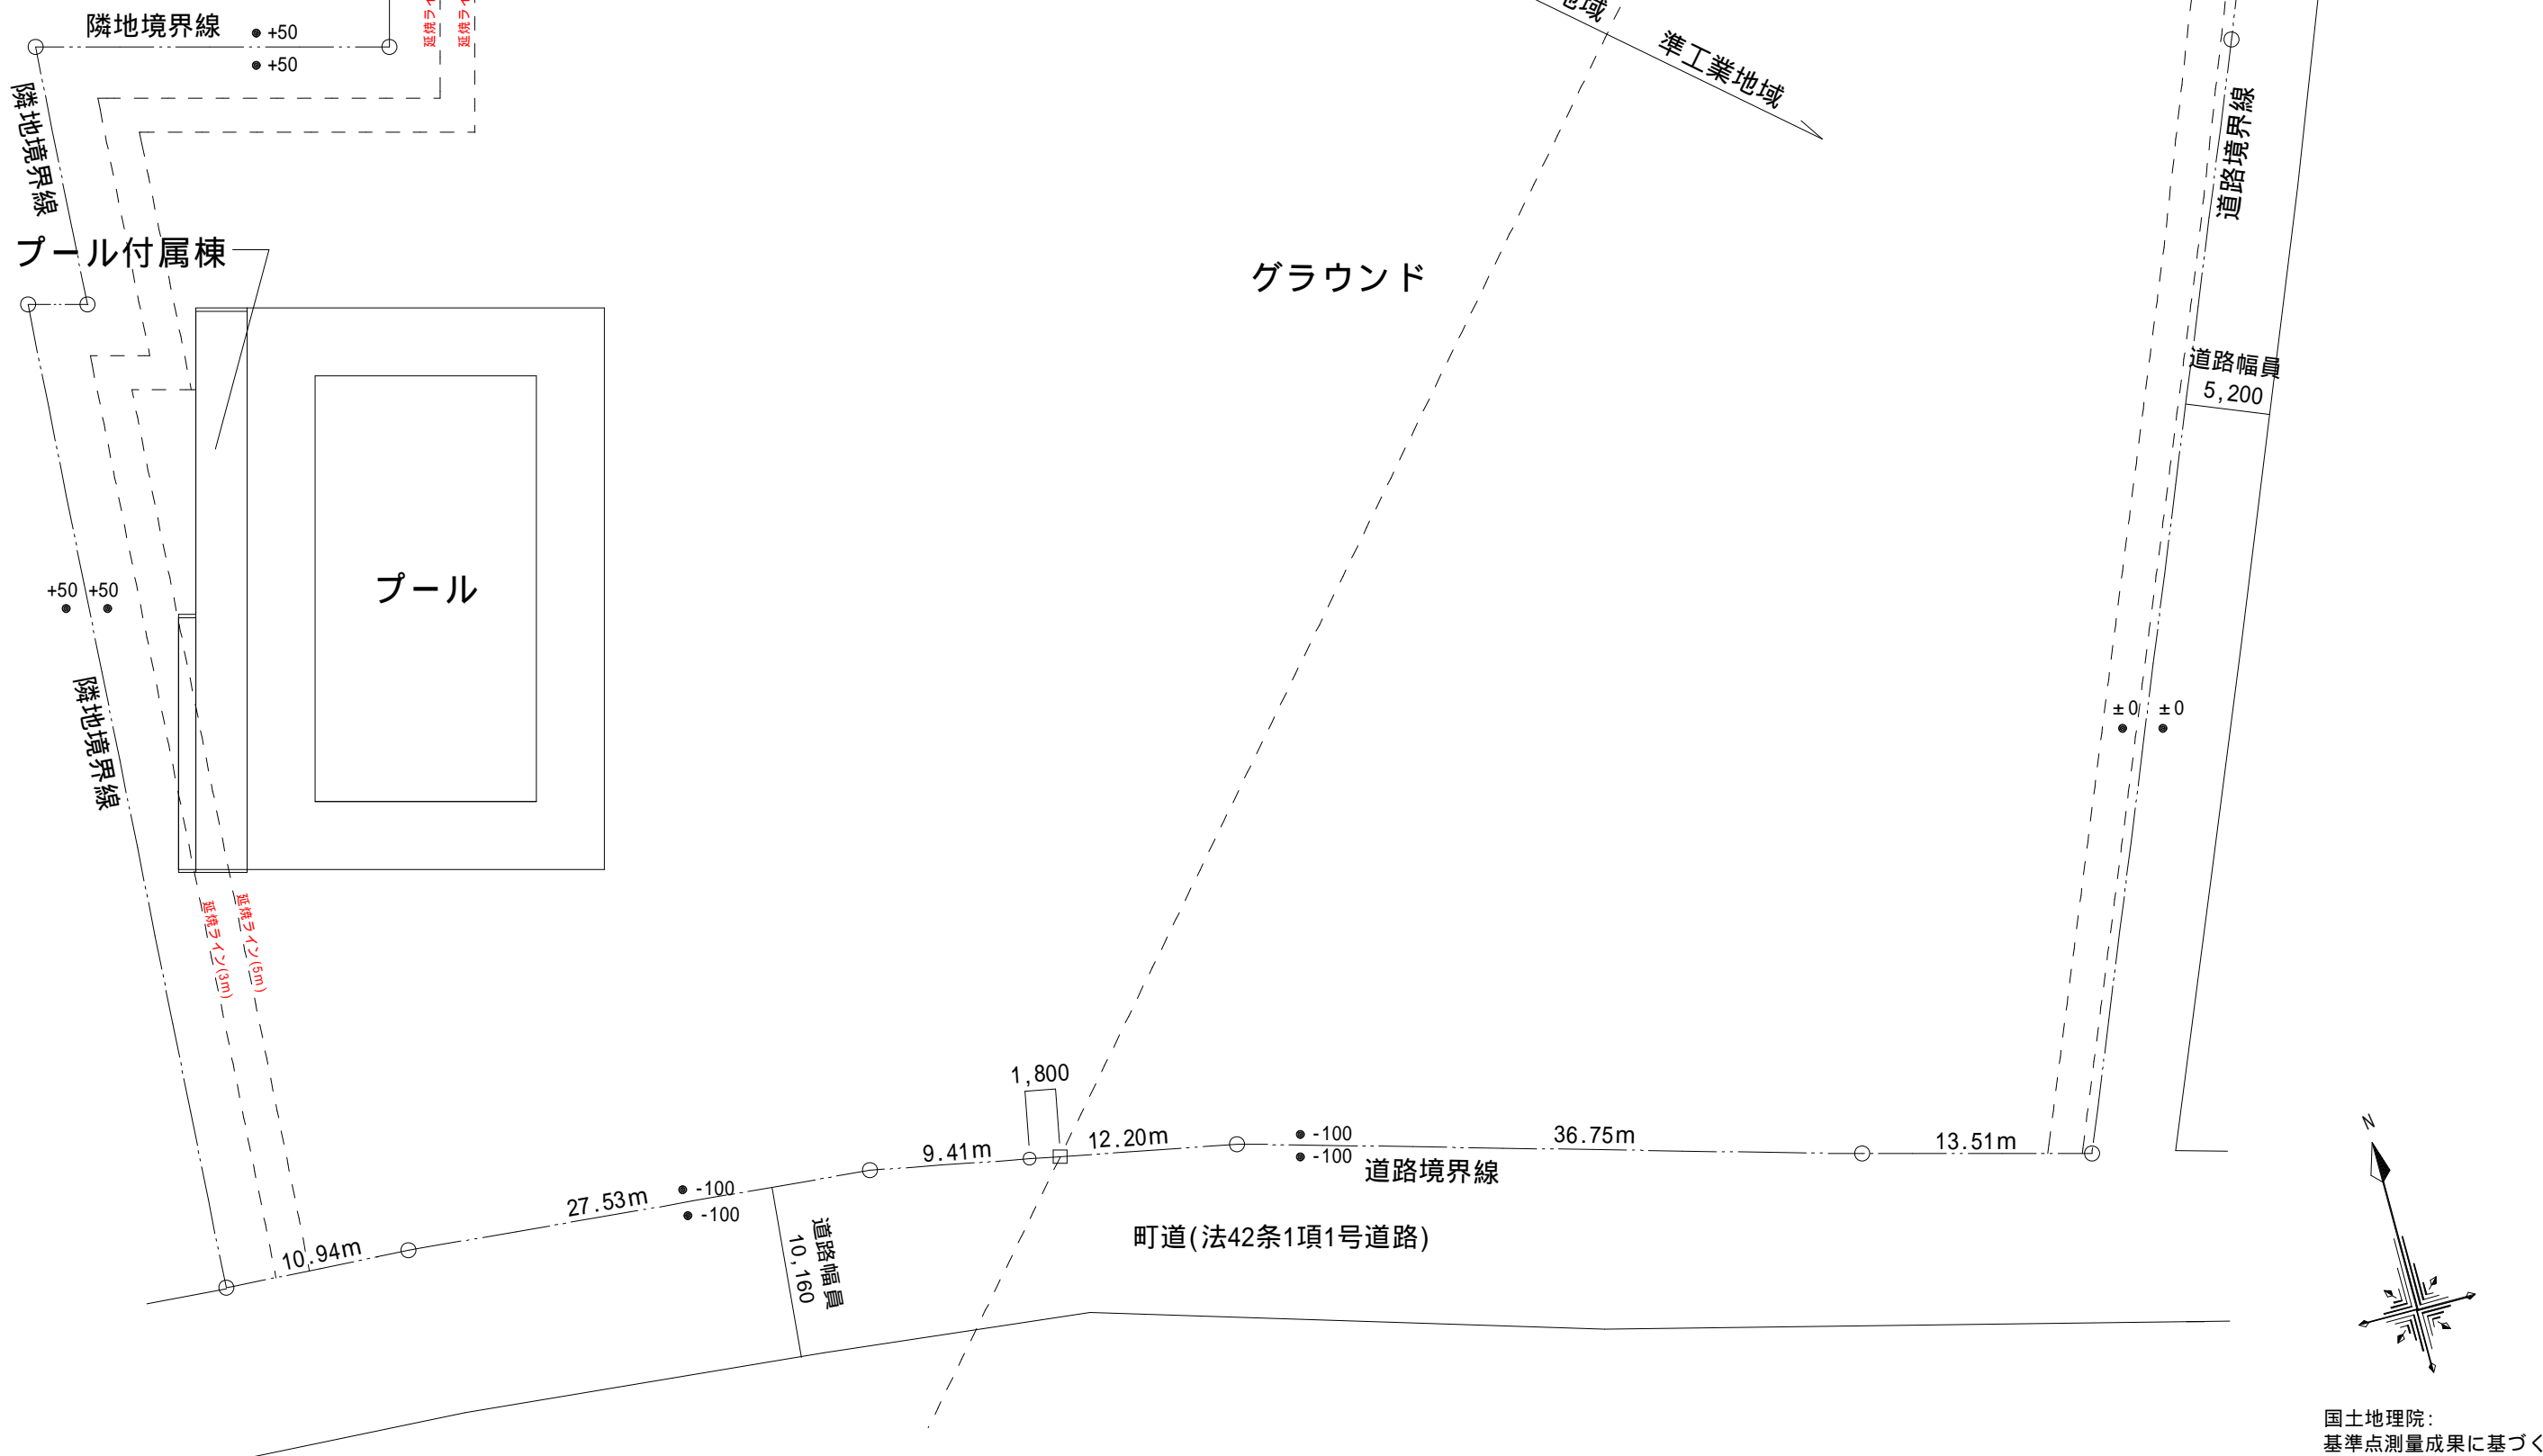 隣地境界線
+50
+50
準工業地域
隣地境界線
道路境界線
プール付属棟
グラウンド
道路幅員
5,200
プール
+50 +50
隣地境界線
±0 ±0
延焼ライン(3m)
延焼ライン(5m)
1,800
9.41m
12.20m
-100
-100
36.75m
13.51m
道路境界線
27.53m
-100
-100
10.94m
道路幅員
10,160
町道(法42条1項1号道路)
N
国土地理院:
基準点測量成果に基づく